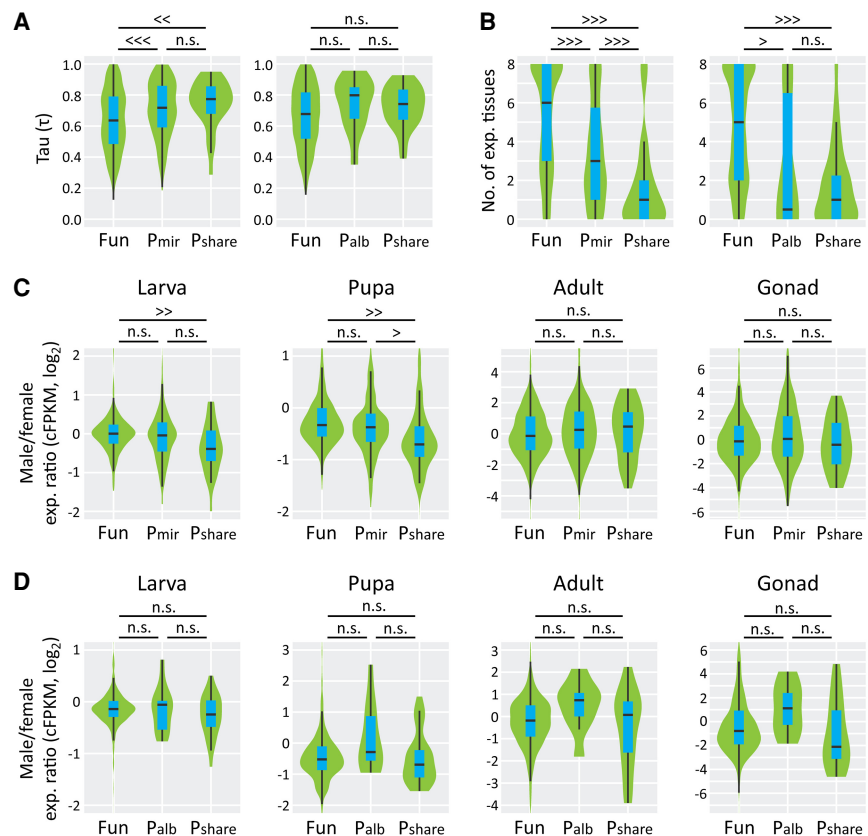 A
<<
<<< n.s.
n.s.
n.s. n.s.
Tau (τ)
1.0
0.8
0.6
0.4
0.2
0.0
Fun Pmir Pshare
1.0
0.8
0.6
0.4
0.2
0.0
Fun Palb Pshare
B
>>>
>>> >>>
>>>
> n.s.
No. of exp. tissues
8
6
4
2
0
Fun Pmir Pshare
8
6
4
2
0
Fun Palb Pshare
C
Male/female
exp. ratio (cFPKM, log2)
Larva
>>
n.s. n.s.
2
1
0
-1
-2
Fun Pmir Pshare
Pupa
>>
n.s. >
1
-0
-1
-2
Fun Pmir Pshare
Adult
n.s.
n.s. n.s.
4
2
0
-2
-4
Fun Pmir Pshare
Gonad
n.s.
n.s. n.s.
6
4
2
0
-2
-4
-6
Fun Pmir Pshare
D
Male/female
exp. ratio (cFPKM, log2)
Larva
n.s.
n.s. n.s.
1
0
-1
-2
Fun Palb Pshare
Pupa
n.s.
n.s. n.s.
3
2
1
-0
-1
-2
Fun Palb Pshare
Adult
n.s.
n.s. n.s.
3
2
1
0
-1
-2
-3
-4
Fun Palb Pshare
Gonad
n.s.
n.s. n.s.
6
4
2
0
-2
-4
-6
Fun Palb Pshare